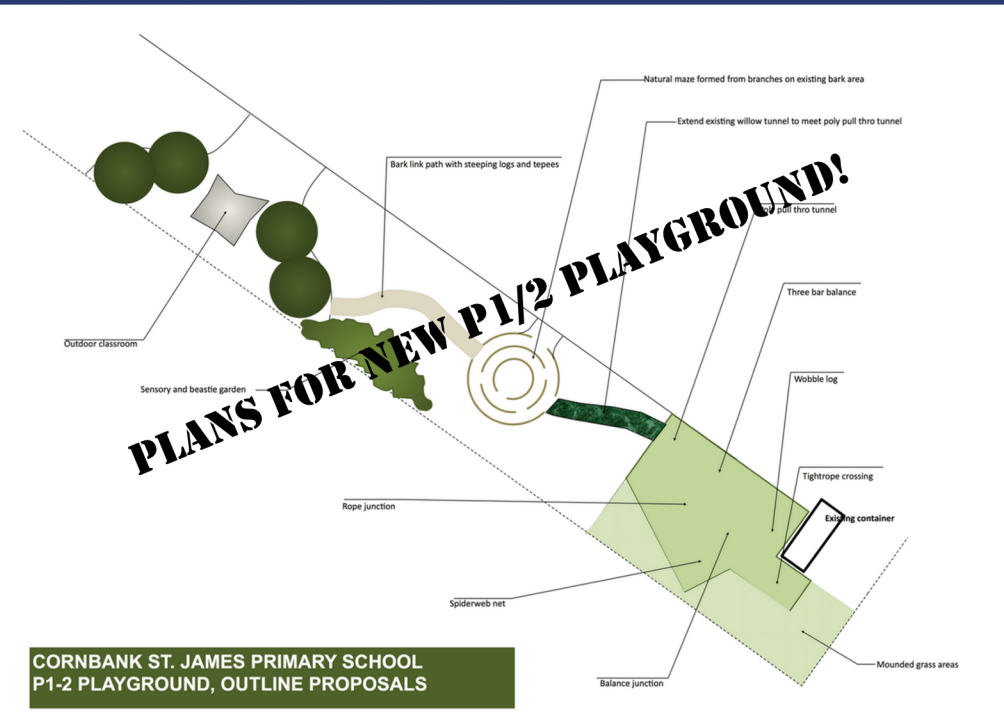 Natural maze formed from branches on existing bark area
Extend existing willow tunnel to meet poly pull thro tunnel
Bark link path with steeping logs and tepees
PLANS FOR NEW P1/2 PLAYGROUND!
Poly pull thro tunnel
Three bar balance
Outdoor classroom
Wobble log
Sensory and beastie garden
Tightrope crossing
Rope junction
Existing container
Spiderweb net
Mounded grass areas
Balance junction
CORNBANK ST. JAMES PRIMARY SCHOOL
P1-2 PLAYGROUND, OUTLINE PROPOSALS